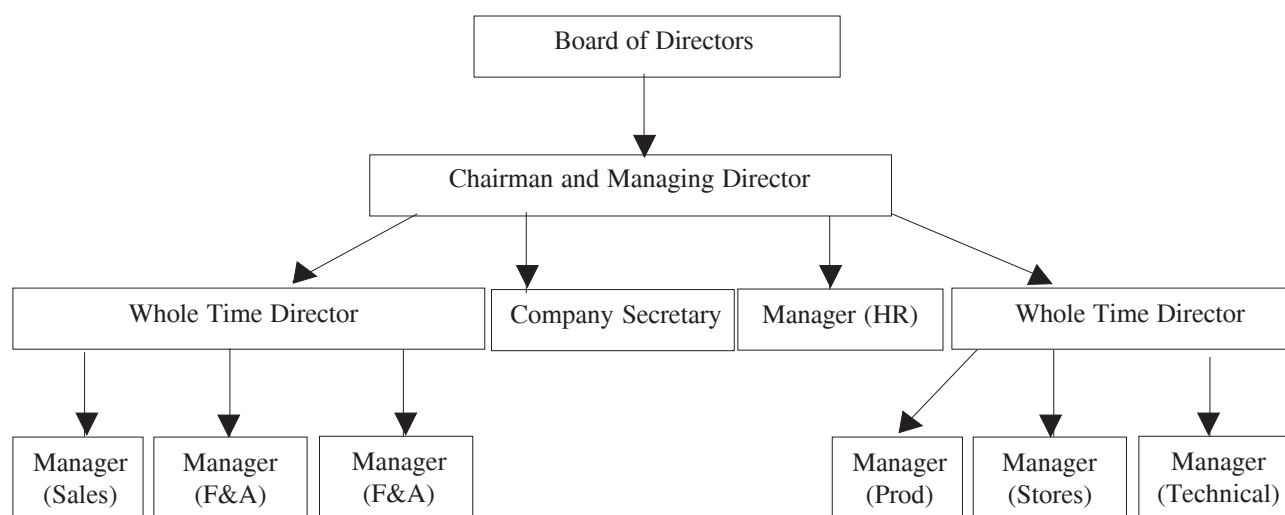 Board of Directors
Chairman and Managing Director
Whole Time Director
Company Secretary
Manager (HR)
Whole Time Director
Manager
(Sales)
Manager
(F&A)
Manager
(F&A)
Manager
(Prod)
Manager
(Stores)
Manager
(Technical)